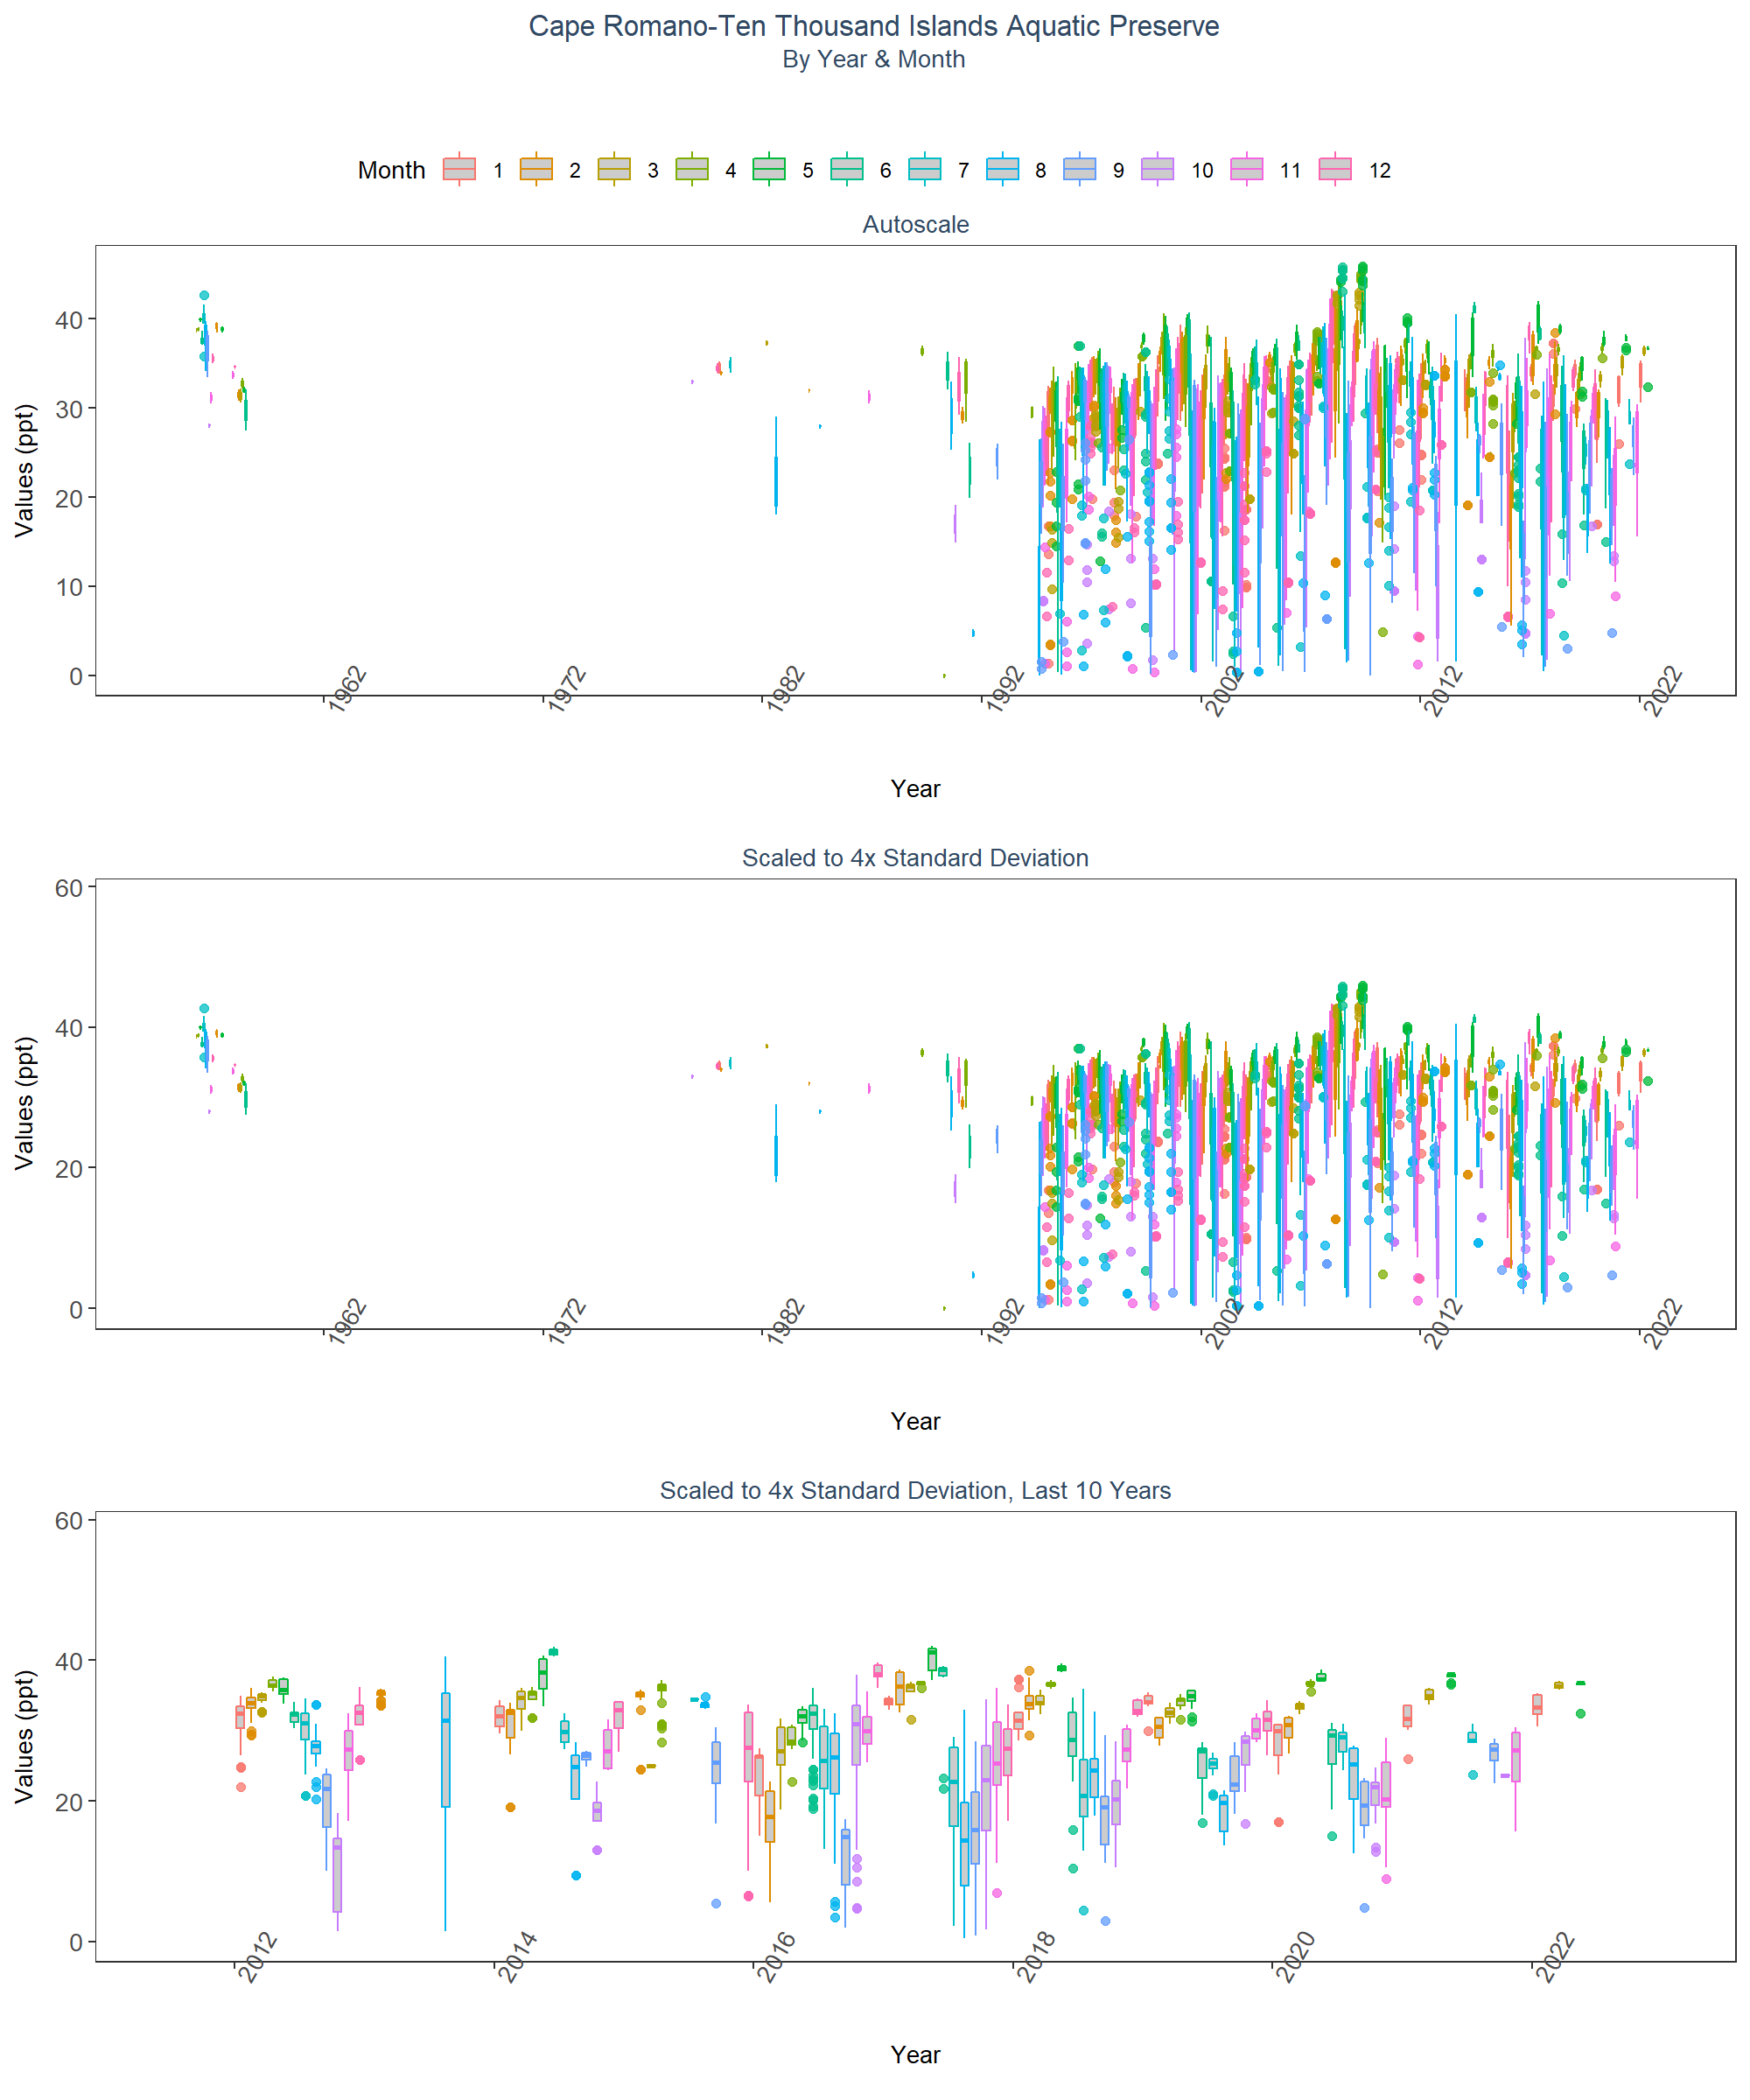 Cape Romano-Ten Thousand Islands Aquatic Preserve
By Year & Month
Month 1 2 3 4 5 6 7 8 9 10 11 12
Autoscale
Values (ppt)
40
30
20
10
0
1962 1972 1982 1992 2002 2012 2022
Year
Scaled to 4x Standard Deviation
Values (ppt)
60
40
20
0
1962 1972 1982 1992 2002 2012 2022
Year
Scaled to 4x Standard Deviation, Last 10 Years
Values (ppt)
60
40
20
0
2012 2014 2016 2018 2020 2022
Year